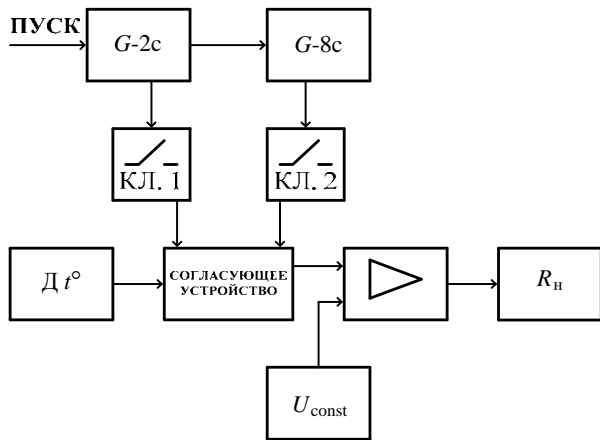 ПУСК
G-2с
G-8с
КЛ. 1
КЛ. 2
Д t°
СОГЛАСУЮЩЕЕ
УСТРОЙСТВО
Rн
Uconst